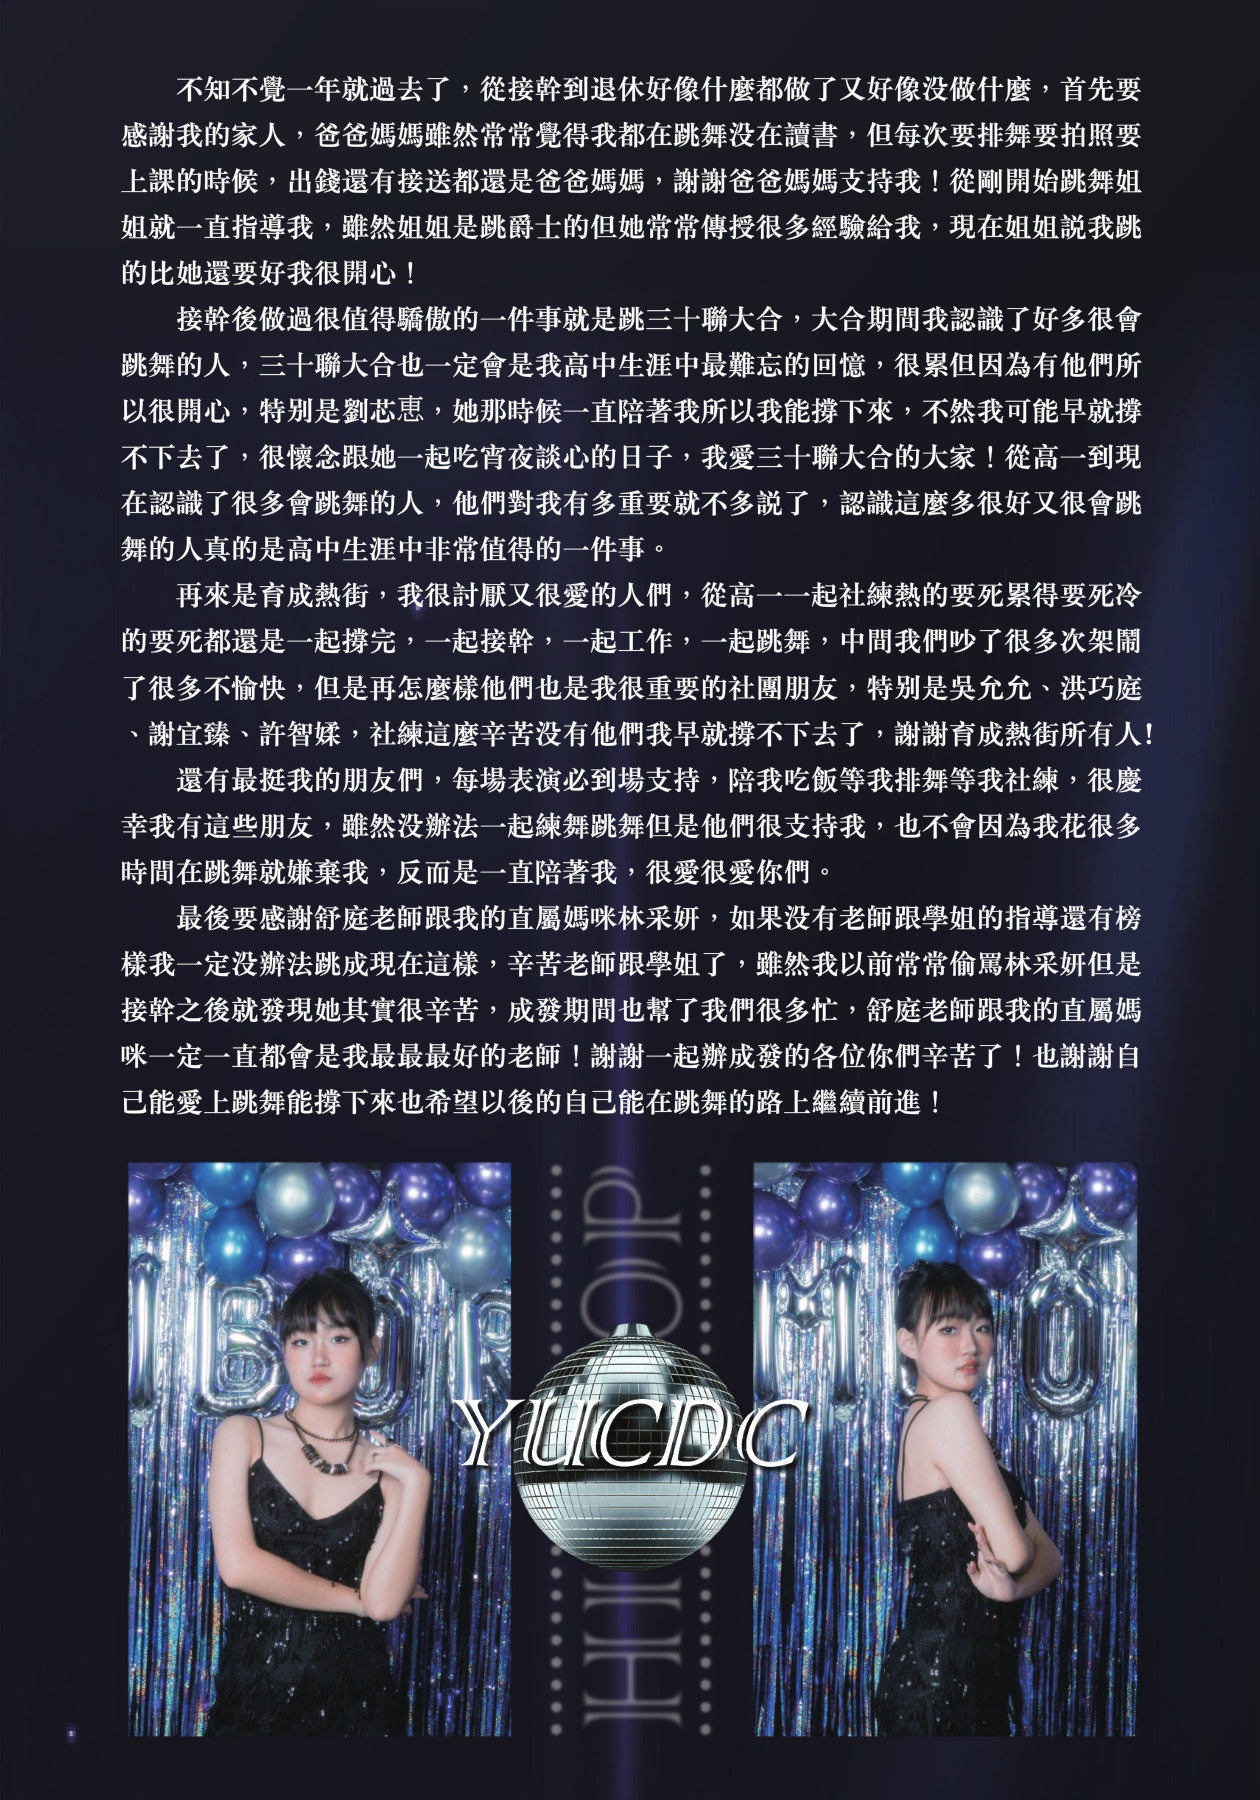 不知不覺一年就過去了，從接幹到退休好像什麼都做了又好像没做什麼，首先要
感謝我的家人，爸爸媽媽雖然常常覺得我都在跳舞没在讀書，但每次要排舞要拍照要
上課的時候，出錢還有接送都還是爸爸媽媽，謝謝爸爸媽媽支持我！從剛開始跳舞姐
姐就一直指導我，雖然姐姐是跳爵士的但她常常傳授很多經驗給我，現在姐姐説我跳
的比她還要好我很開心！
接幹後做過很值得驕傲的一件事就是跳三十聯大合，大合期間我認識了好多很會
跳舞的人，三十聯大合也一定會是我高中生涯中最難忘的回憶，很累但因為有他們所
以很開心，特别是劉芯恵，她那時候一直陪著我所以我能撐下來，不然我可能早就撐
不下去了，很懷念跟她一起吃宵夜談心的日子，我愛三十聯大合的大家！從高一到現
在認識了很多會跳舞的人，他們對我有多重要就不多説了，認識這麼多很好又很會跳
舞的人真的是高中生涯中非常值得的一件事。
再來是育成熱街，我很討厭又很愛的人們，從高一一起社練熱的要死累得要死冷
的要死都還是一起撐完，一起接幹，一起工作，一起跳舞，中間我們吵了很多次架鬧
了很多不愉快，但是再怎麼樣他們也是我很重要的社團朋友，特别是吳允允、洪巧庭
、謝宜臻、許智媃，社練這麼辛苦没有他們我早就撐不下去了，謝謝育成熱街所有人!
還有最挺我的朋友們，每場表演必到場支持，陪我吃飯等我排舞等我社練，很慶
幸我有這些朋友，雖然没辦法一起練舞跳舞但是他們很支持我，也不會因為我花很多
時間在跳舞就嫌棄我，反而是一直陪著我，很愛很愛你們。
最後要感謝舒庭老師跟我的直屬媽咪林采妍，如果没有老師跟學姐的指導還有榜
樣我一定没辦法跳成現在這樣，辛苦老師跟學姐了，雖然我以前常常偷罵林采妍但是
接幹之後就發現她其實很辛苦，成發期間也幫了我們很多忙，舒庭老師跟我的直屬媽
咪一定一直都會是我最最最好的老師！謝謝一起辦成發的各位你們辛苦了！也謝謝自
己能愛上跳舞能撐下來也希望以後的自己能在跳舞的路上繼續前進！
YUCDC